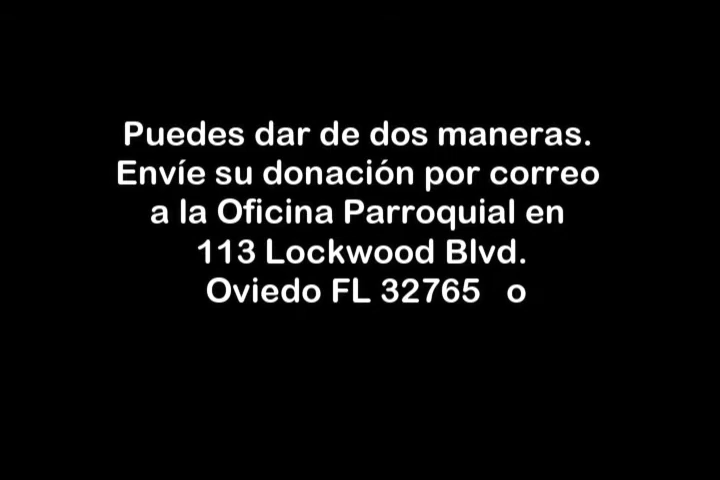 Puedes dar de dos maneras.
Envíe su donación por correo
a la Oficina Parroquial en
113 Lockwood Blvd.
Oviedo FL 32765 o